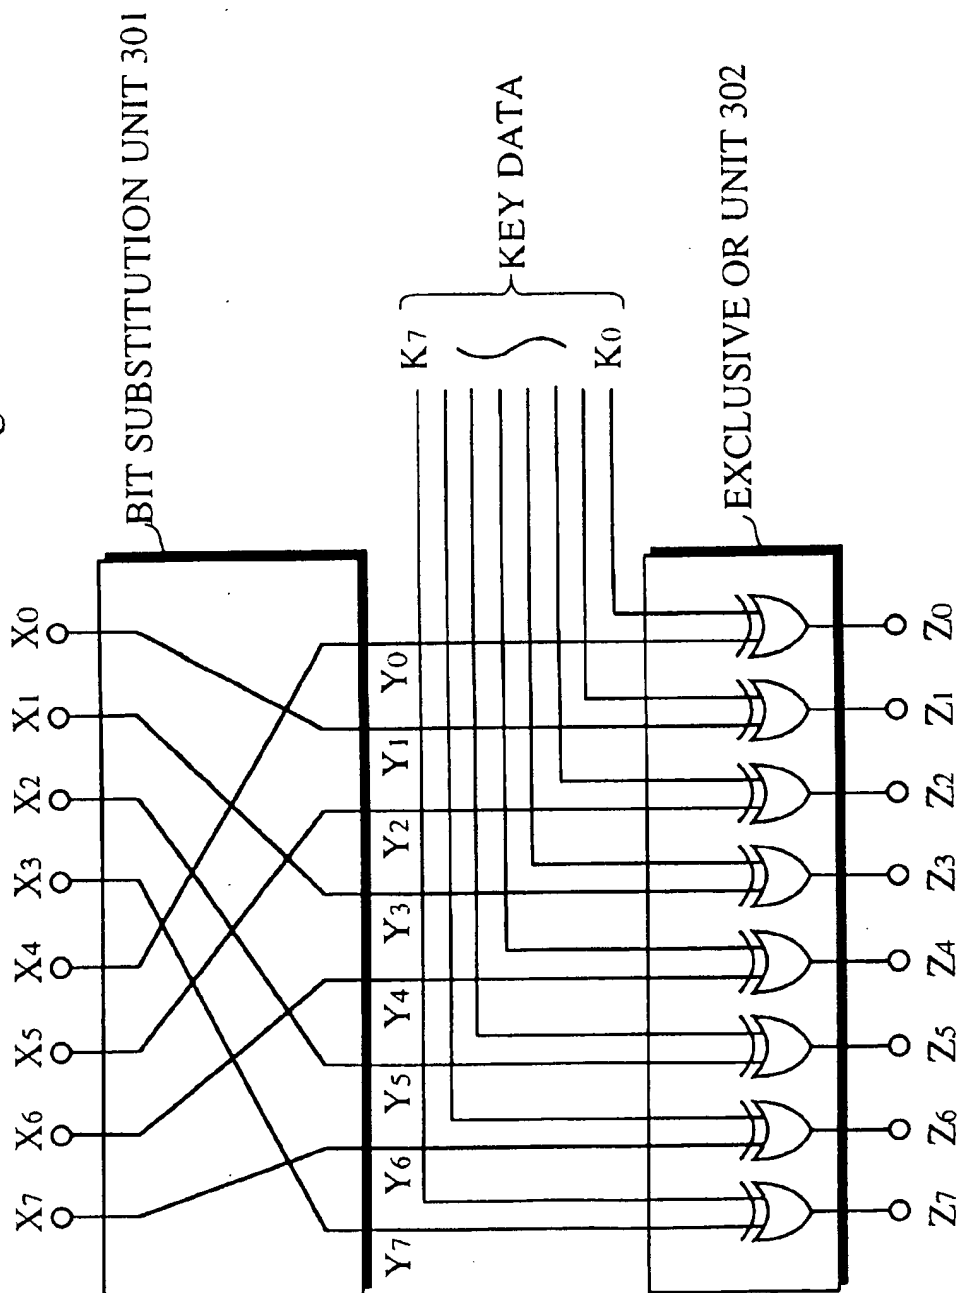 BIT SUBSTITUTION UNIT 301
X7 X6 X5 X4 X3 X2 X1 X0
Y7 Y6 Y5 Y4 Y3 Y2 Y1 Y0
K7
K0
KEY DATA
EXCLUSIVE OR UNIT 302
Z7 Z6 Z5 Z4 Z3 Z2 Z1 Z0